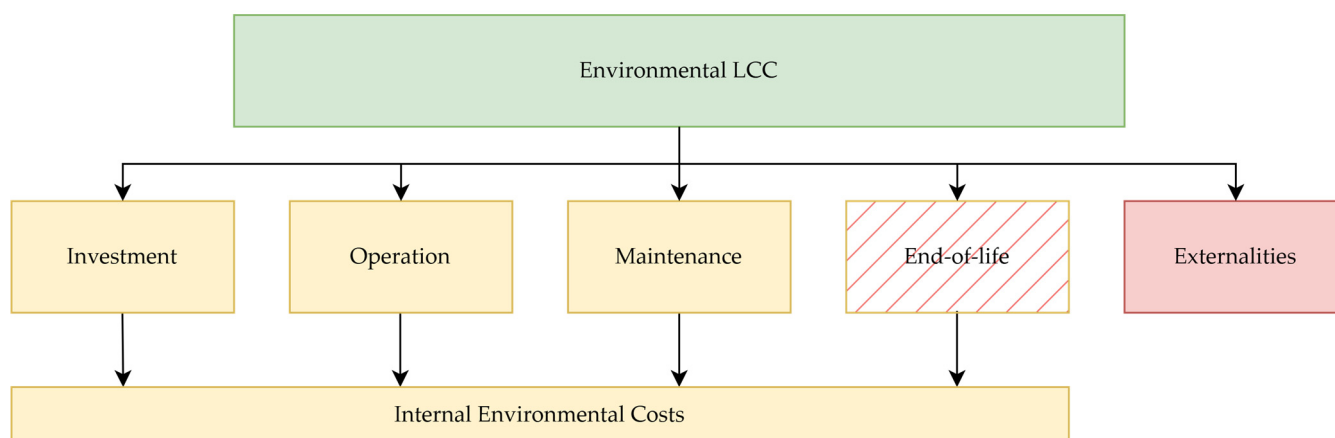 Environmental LCC
Investment
Operation
Maintenance
End-of-life
Externalities
Internal Environmental Costs